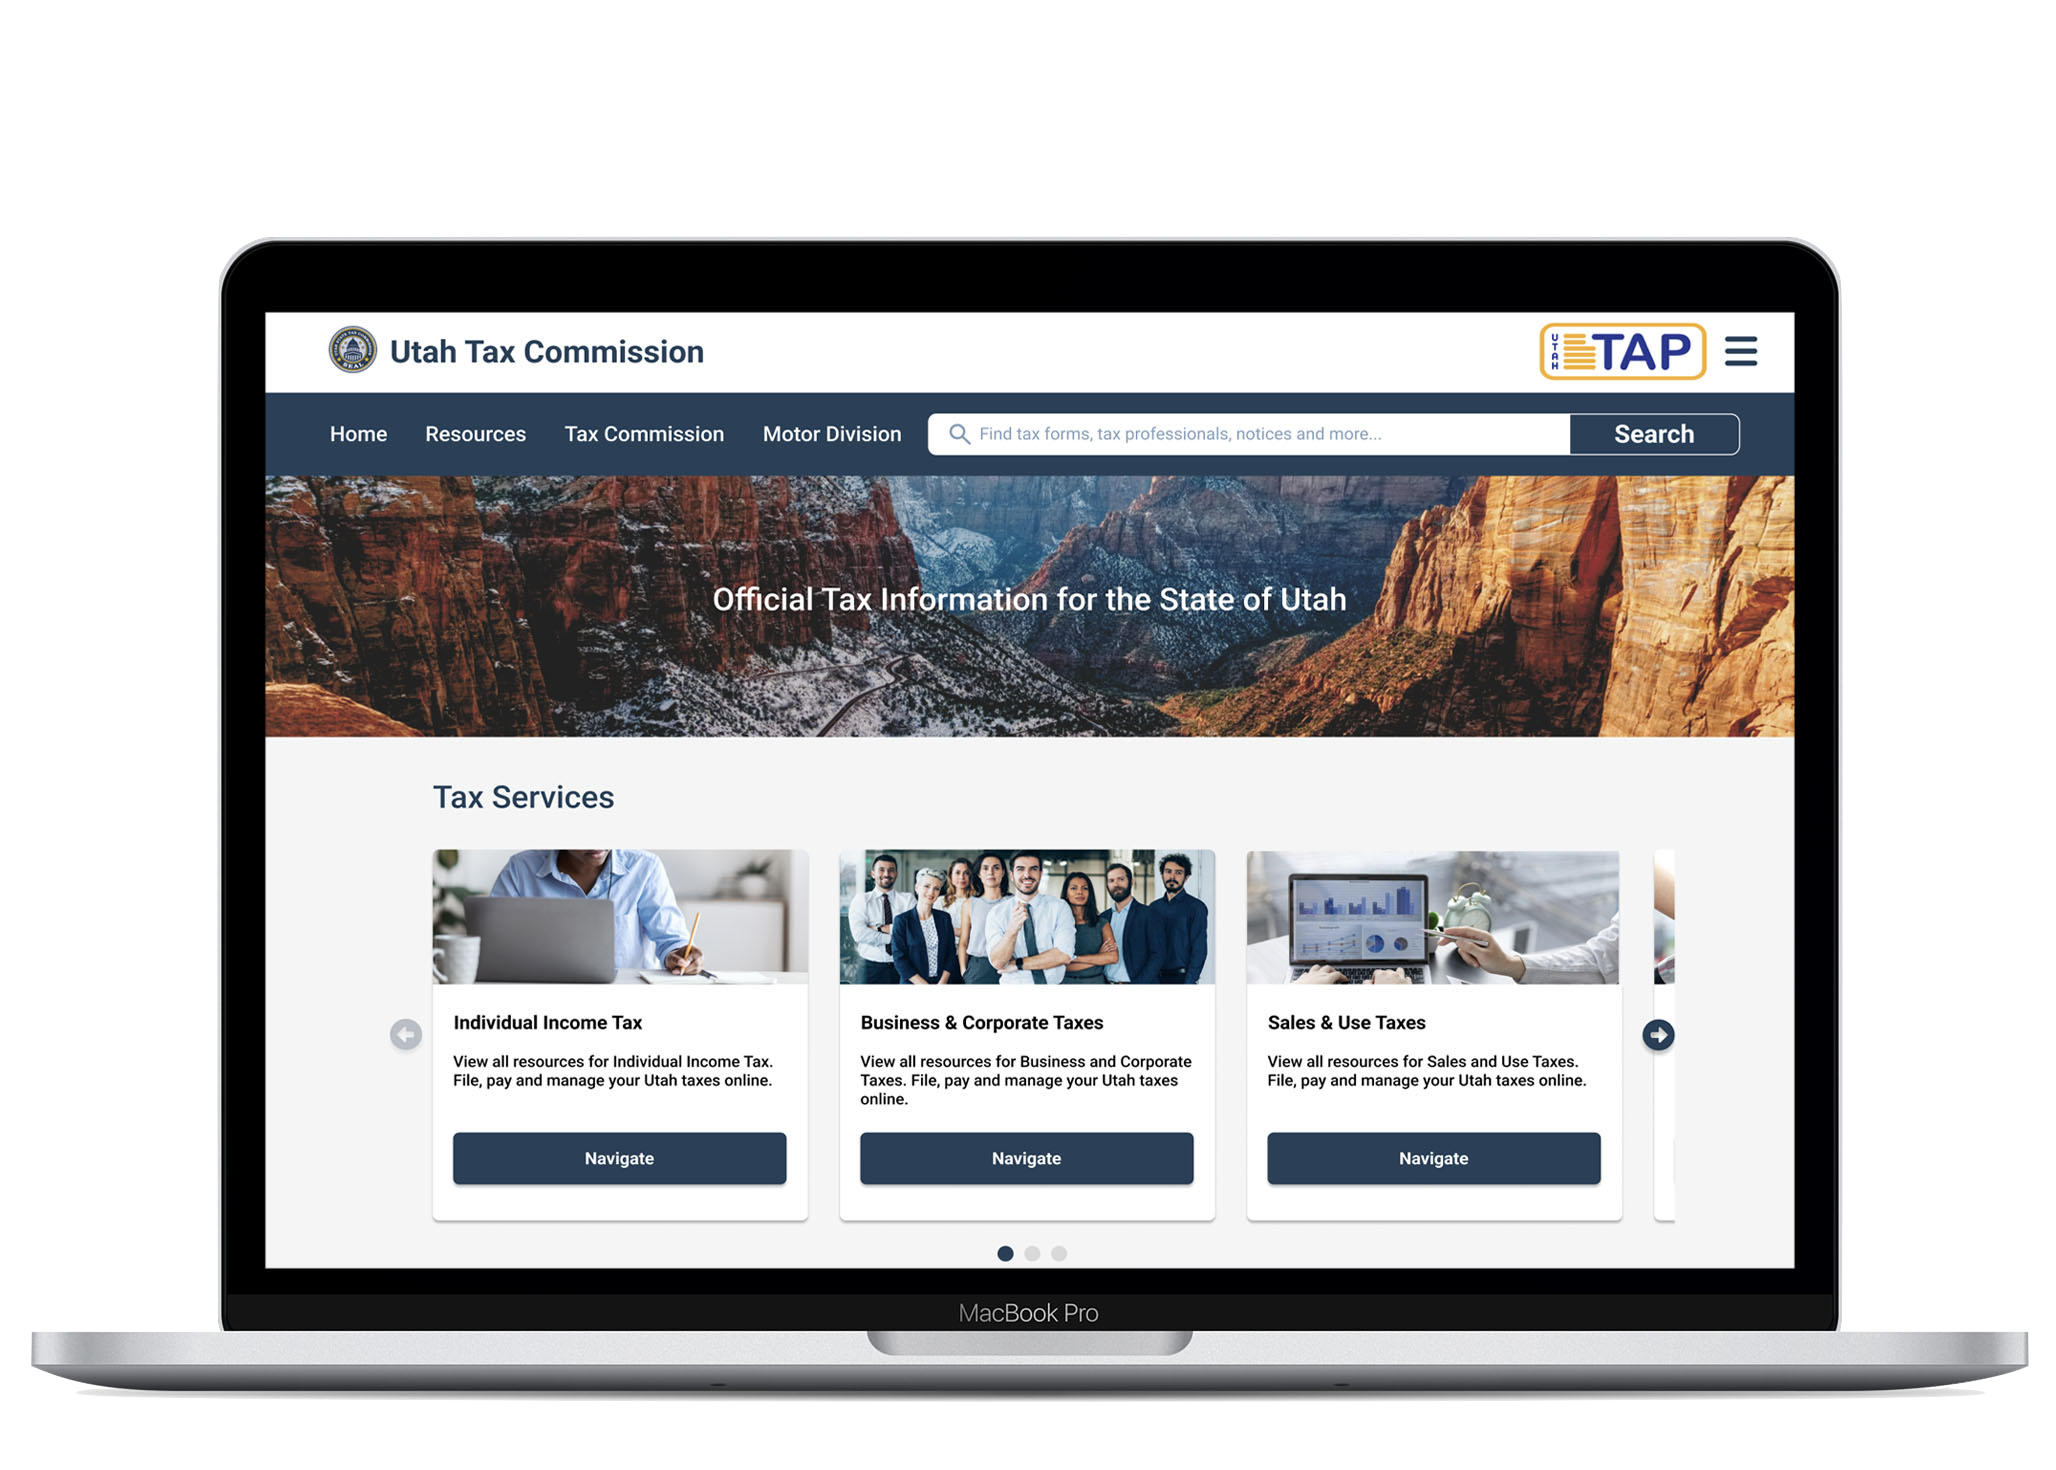 Utah Tax Commission
UTAH TAP
Home Resources Tax Commission Motor Division Find tax forms, tax professionals, notices and more... Search
Official Tax Information for the State of Utah
Tax Services
Individual Income Tax
View all resources for Individual Income Tax.
File, pay and manage your Utah taxes online.
Navigate
Business & Corporate Taxes
View all resources for Business and Corporate
Taxes. File, pay and manage your Utah taxes
online.
Navigate
Sales & Use Taxes
View all resources for Sales and Use Taxes.
File, pay and manage your Utah taxes online.
Navigate
MacBook Pro